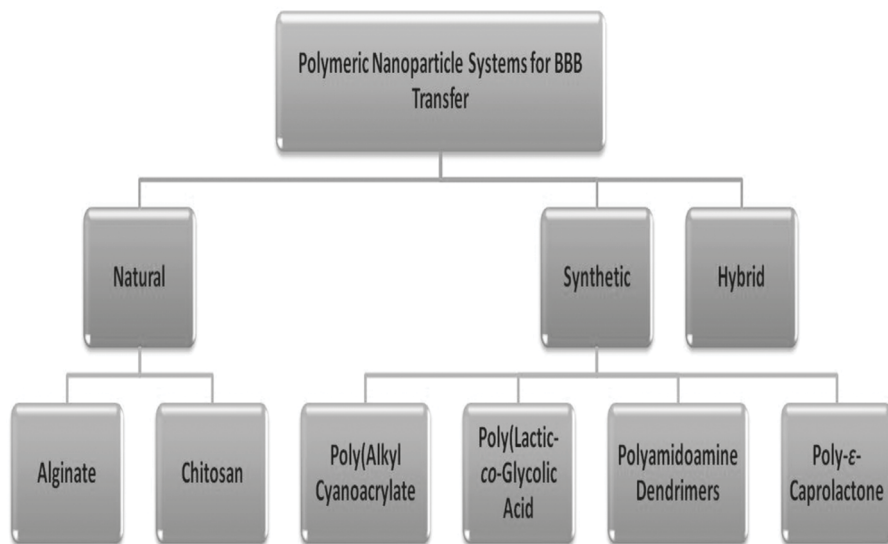 Polymeric Nanoparticle Systems for BBB
Transfer
Natural
Synthetic
Hybrid
Alginate
Chitosan
Poly(Alkyl
Cyanoacrylate
Poly(Lactic-
co-Glycolic
Acid
Polyamidoamine
Dendrimers
Poly-ε-
Caprolactone